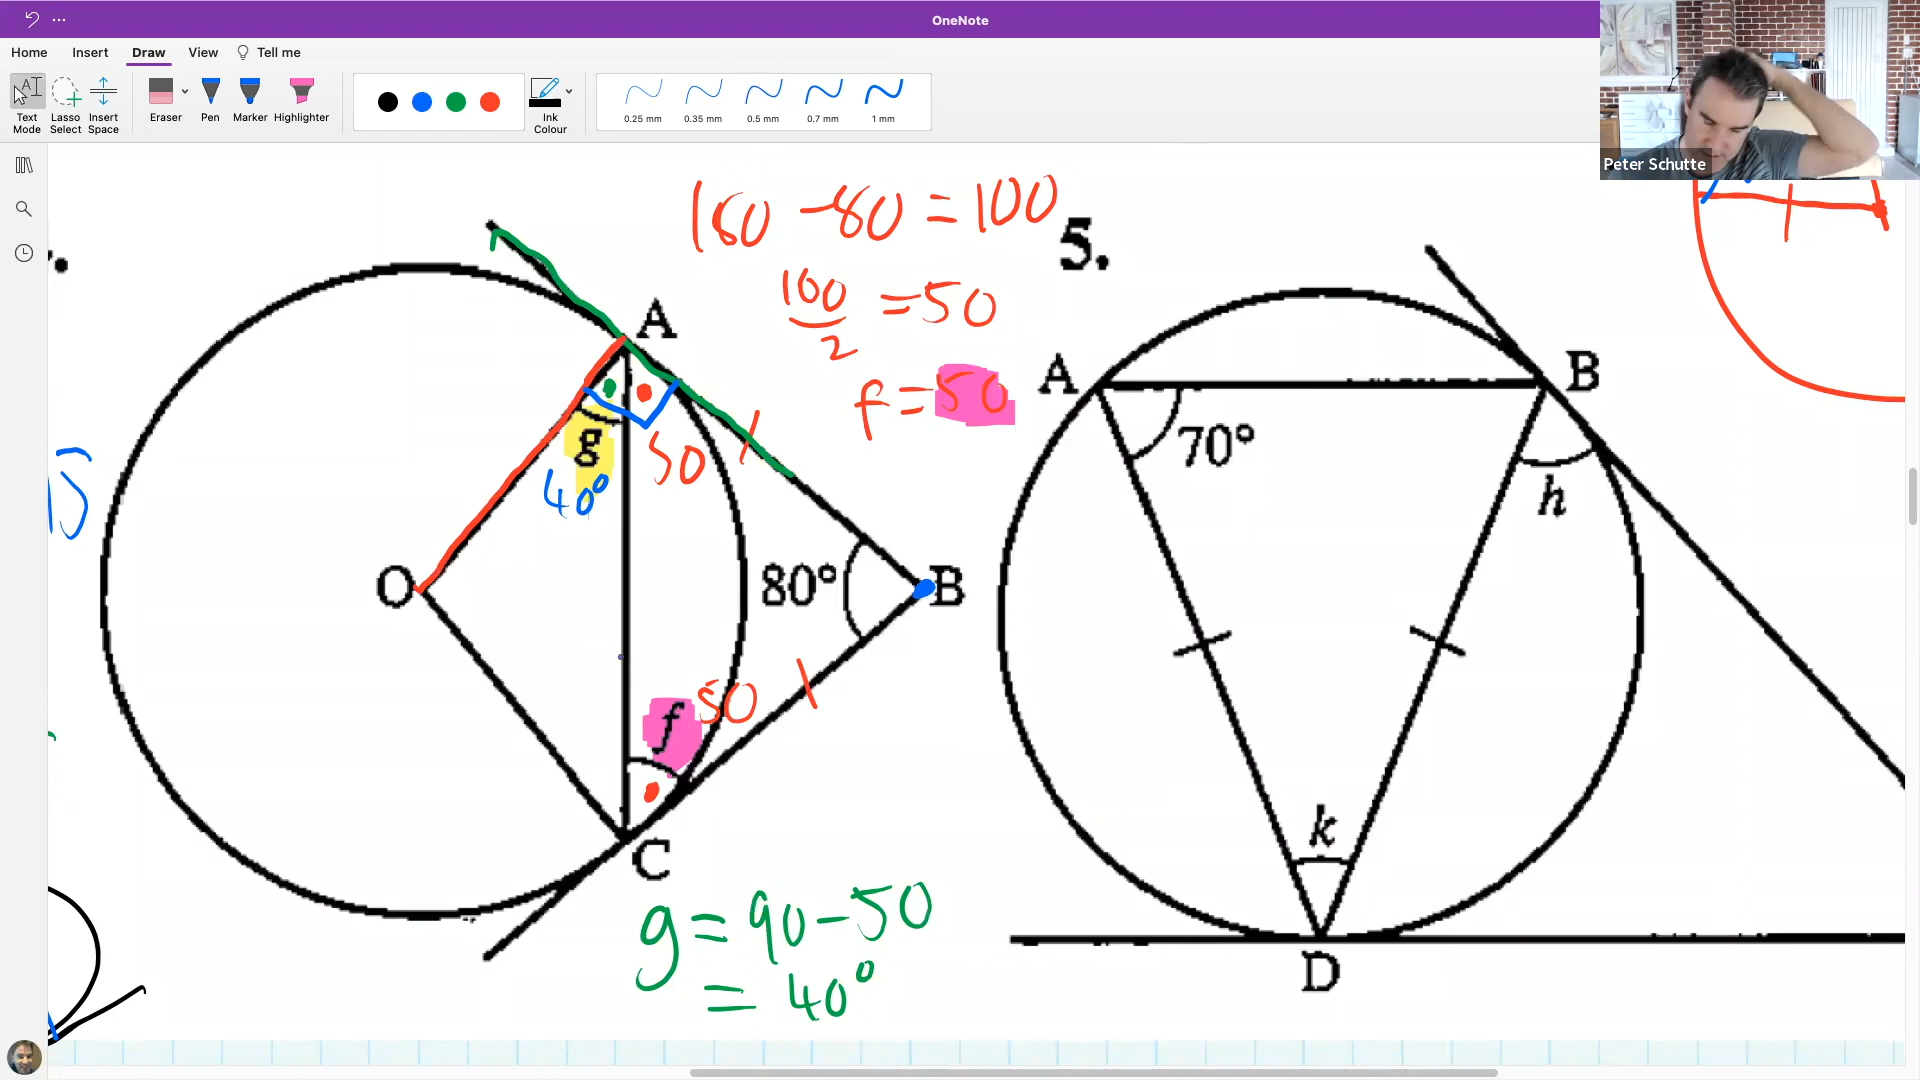 OneNote
Home Insert Draw View Tell me
Text Mode
Lasso Select
Insert Space
Eraser
Pen
Marker
Highlighter
Ink Colour
0.25 mm
0.35 mm
0.5 mm
0.7 mm
1 mm
Peter Schutte
180 - 80 = 100
100/2 = 50
f = 50
A
g
40°
50
O
80°
B
f 50
C
g = 90 - 50
= 40°
5.
A
B
70°
h
k
D